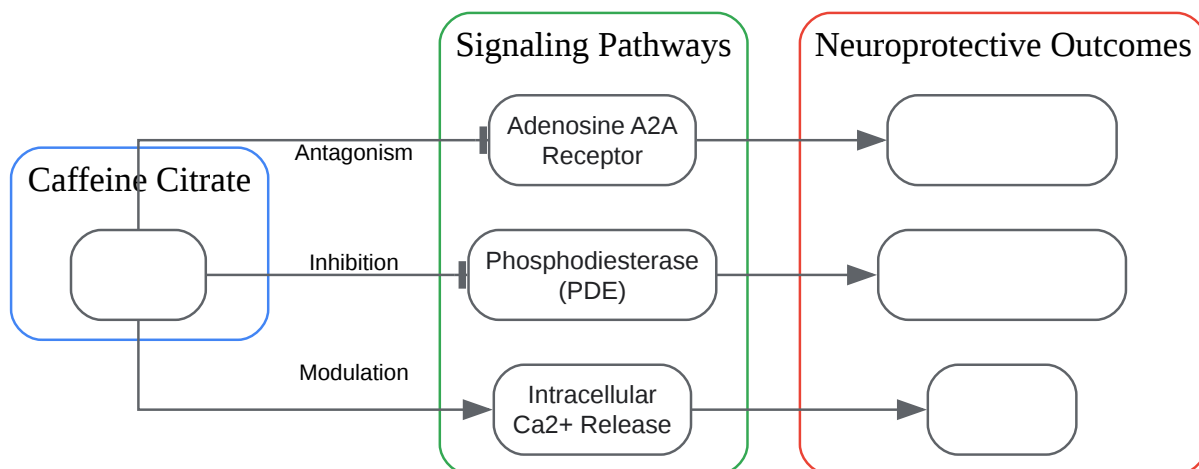 Signaling Pathways
Neuroprotective Outcomes
Adenosine A2A
Receptor
Antagonism
Caffeine Citrate
Inhibition
Phosphodiesterase
(PDE)
Modulation
Intracellular
Ca2+ Release